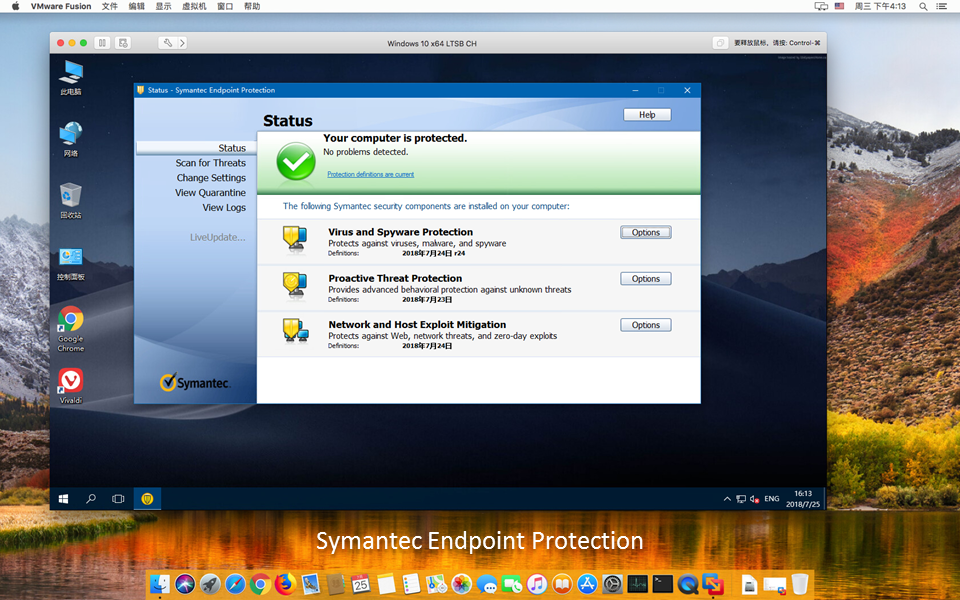 VMware Fusion 文件 编辑 显示 虚拟机 窗口 帮助 周三 下午4:13
Windows 10 x64 LTSB CH 要释放鼠标，请按: Control-⌘
此电脑
网络
回收站
控制面板
Google
Chrome
Vivaldi
Status - Symantec Endpoint Protection
Status
Help
Status
Scan for Threats
Change Settings
View Quarantine
View Logs
LiveUpdate...
Symantec.
Your computer is protected.
No problems detected.
Protection definitions are current
The following Symantec security components are installed on your computer:
Virus and Spyware Protection
Options
Protects against viruses, malware, and spyware
Definitions: 2018年7月24日 r24
Proactive Threat Protection
Options
Provides advanced behavioral protection against unknown threats
Definitions: 2018年7月23日
Network and Host Exploit Mitigation
Options
Protects against Web, network threats, and zero-day exploits
Definitions: 2018年7月24日
ENG
16:13
2018/7/25
Symantec Endpoint Protection
25